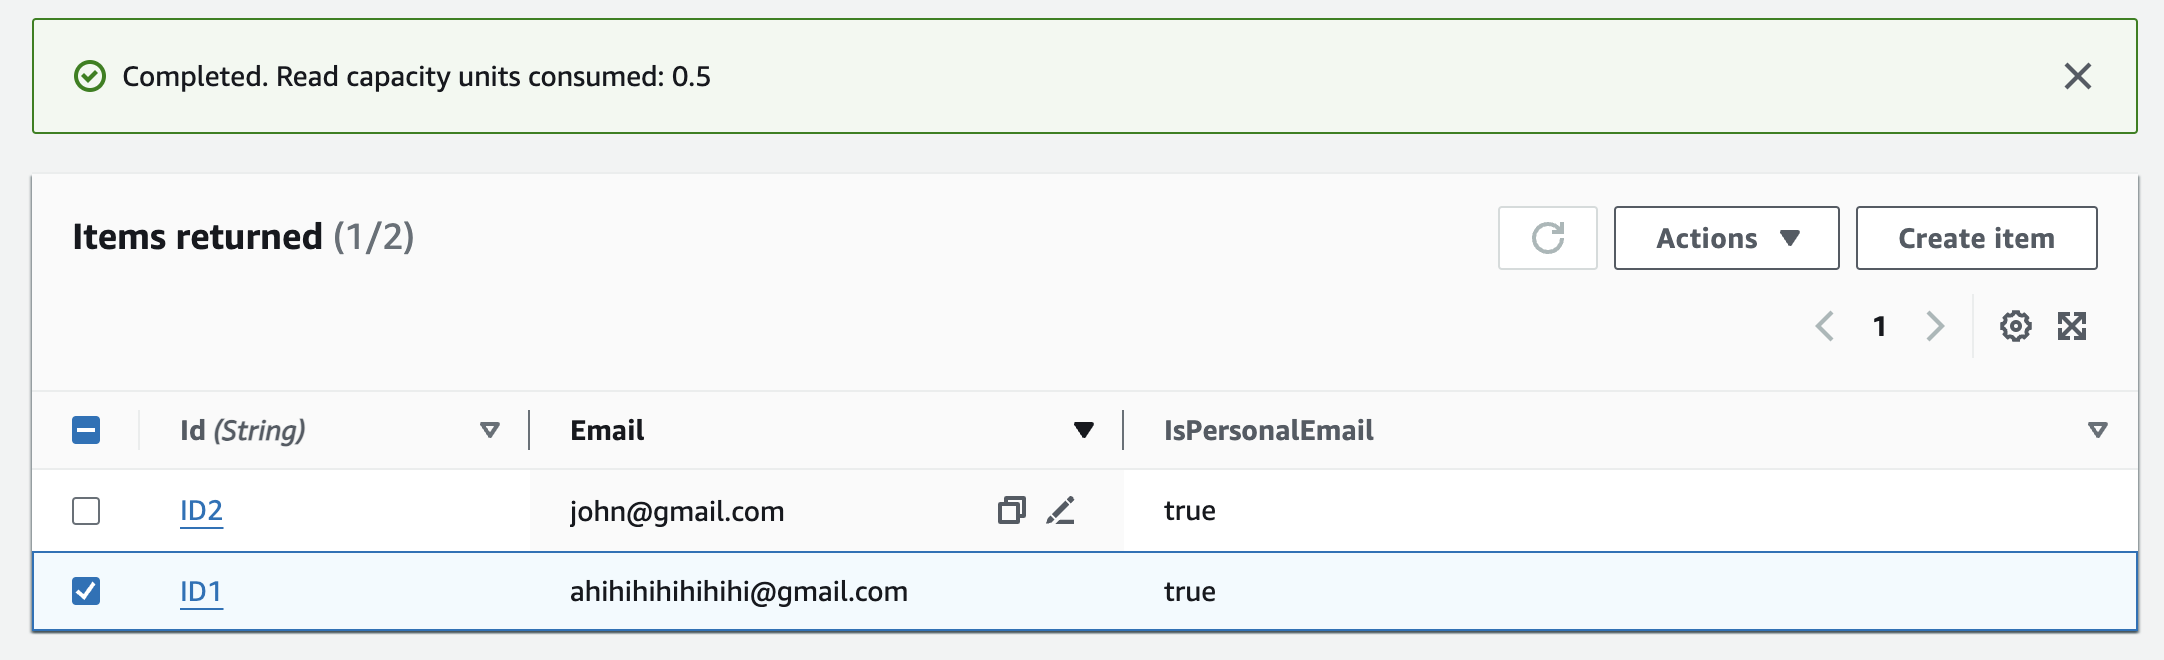 Completed. Read capacity units consumed: 0.5
Items returned (1/2)
Actions
Create item
1
Id (String)
Email
IsPersonalEmail
ID2
john@gmail.com
true
ID1
ahihihihihihihi@gmail.com
true